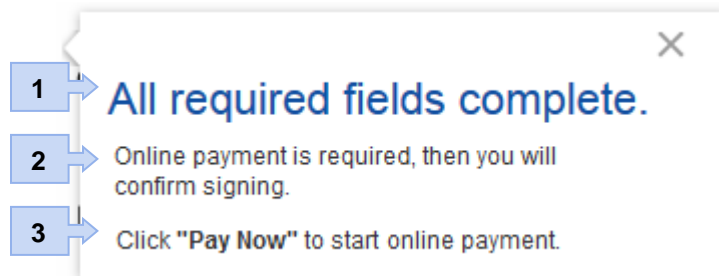 1 All required fields complete.
2 Online payment is required, then you will
confirm signing.
3 Click "Pay Now" to start online payment.